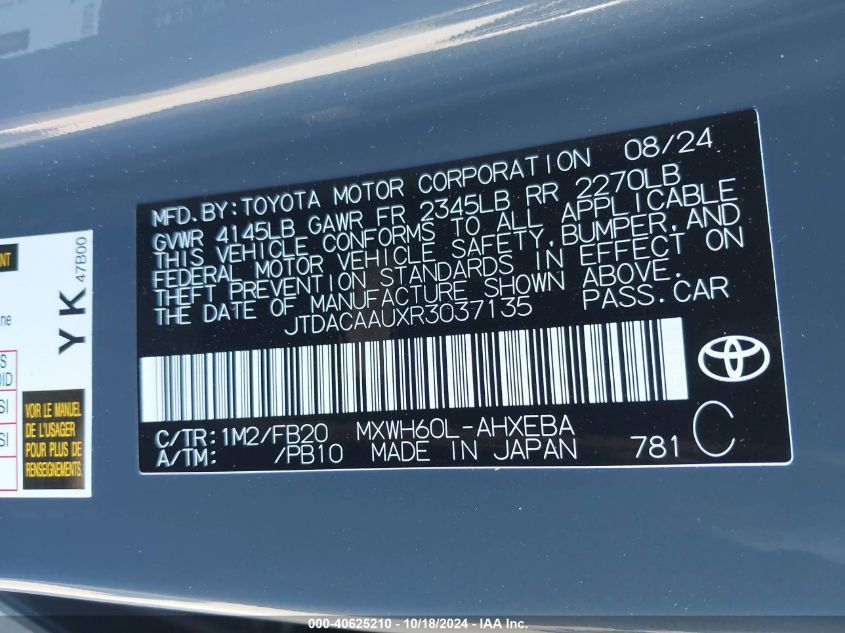 MFD. BY: TOYOTA MOTOR CORPORATION 08/24
GVWR 4145LB GAWR FR 2345LB RR 2270LB
THIS VEHICLE CONFORMS TO ALL APPLICABLE
FEDERAL MOTOR VEHICLE SAFETY, BUMPER, AND
THEFT PREVENTION STANDARDS IN EFFECT ON
THE DATE OF MANUFACTURE SHOWN ABOVE.
JTDACAAUXR3037135 PASS. CAR
C/TR: 1M2/FB20 MXWH60L-AHXEBA
A/TM: /PB10 MADE IN JAPAN 781 C
YK
47B00
VOIR LE MANUEL
DE L'USAGER
POUR PLUS DE
RENSEIGNEMENTS
000-40625210 - 10/18/2024 - IAA Inc.